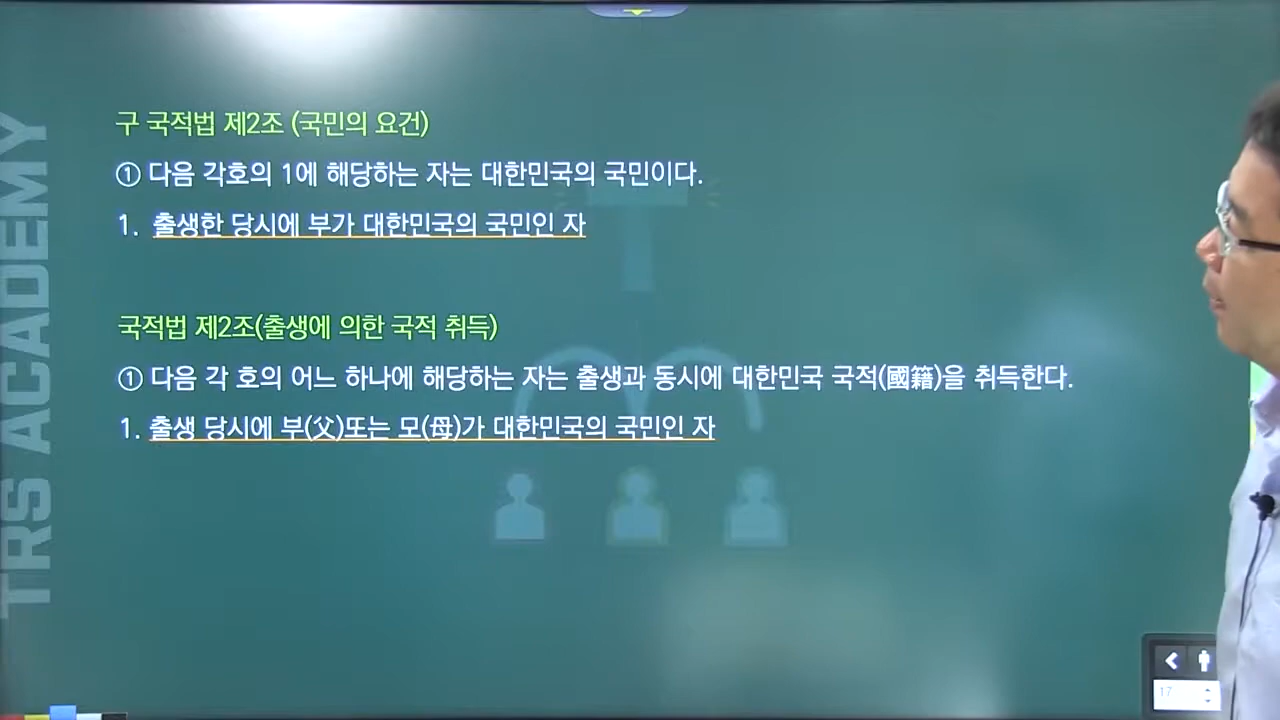 TRS ACADEMY
구 국적법 제2조 (국민의 요건)
① 다음 각호의 1에 해당하는 자는 대한민국의 국민이다.
1. 출생한 당시에 부가 대한민국의 국민인 자
국적법 제2조(출생에 의한 국적 취득)
① 다음 각 호의 어느 하나에 해당하는 자는 출생과 동시에 대한민국 국적(國籍)을 취득한다.
1. 출생 당시에 부(父)또는 모(母)가 대한민국의 국민인 자
17